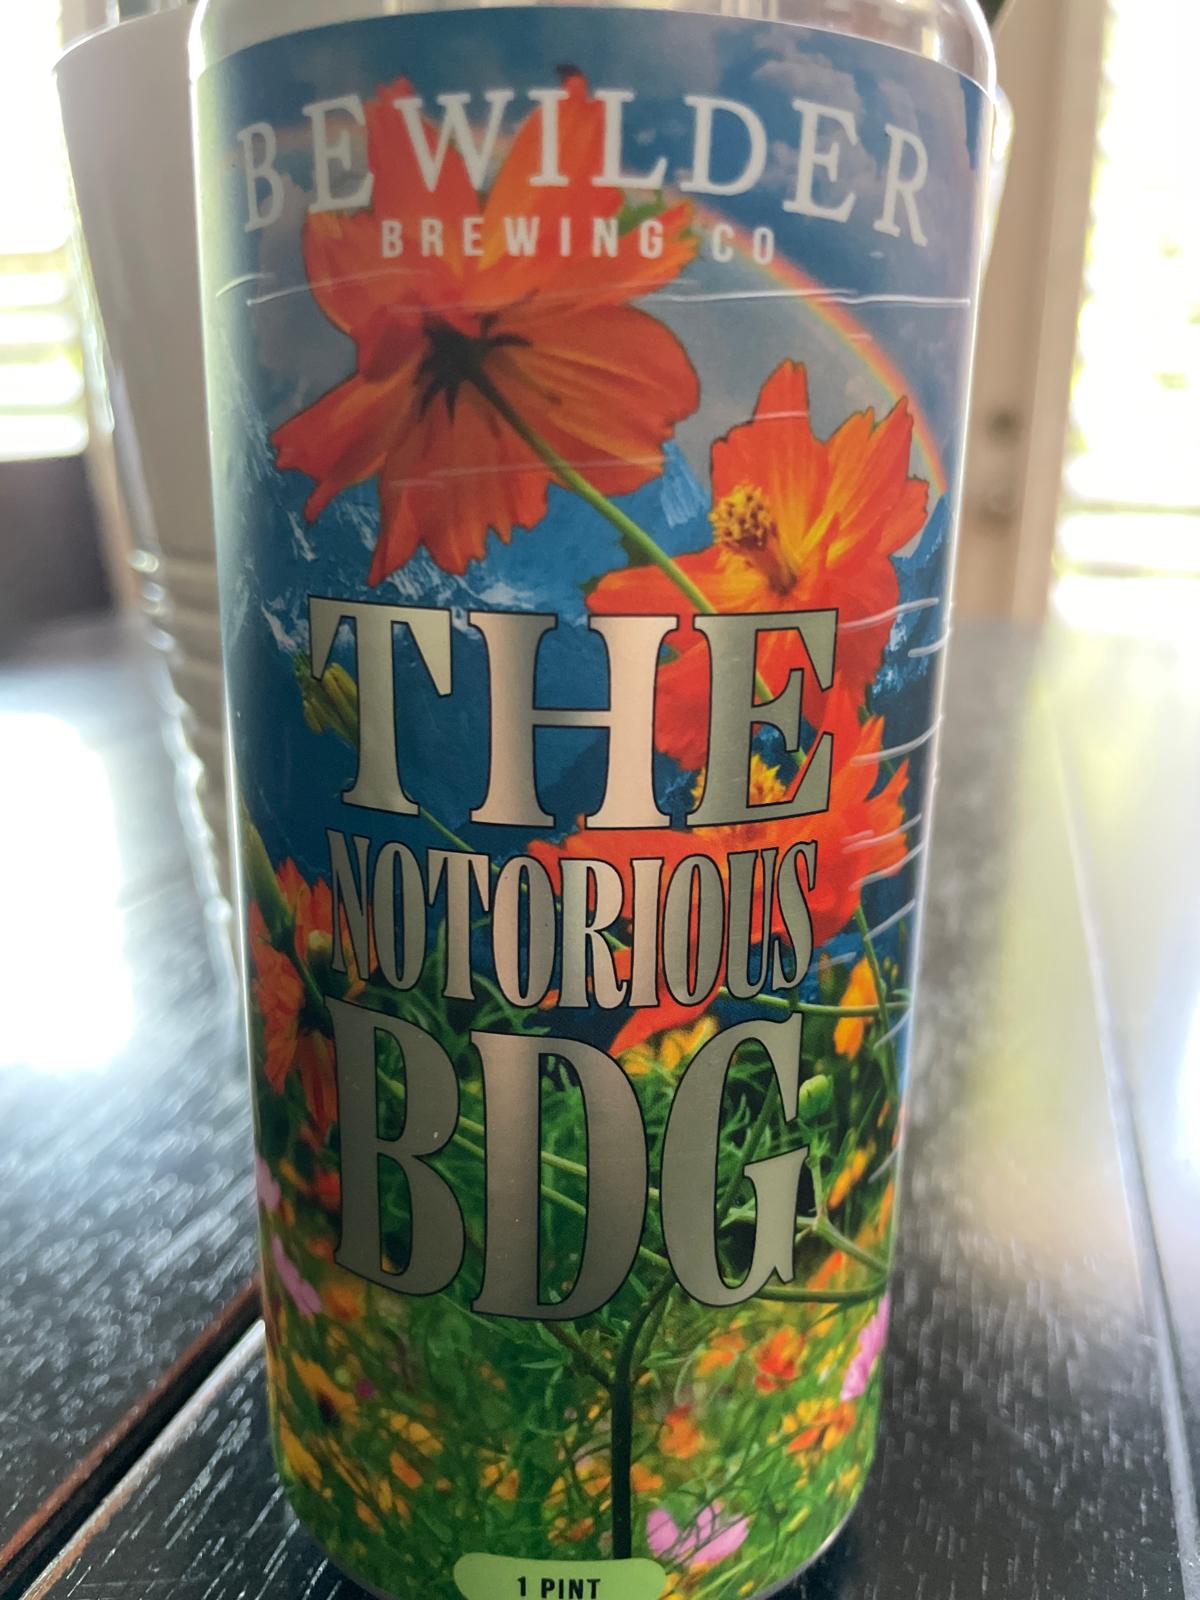 BEWILDER
BREWING CO
THE
NOTORIOUS
BDG
1 PINT